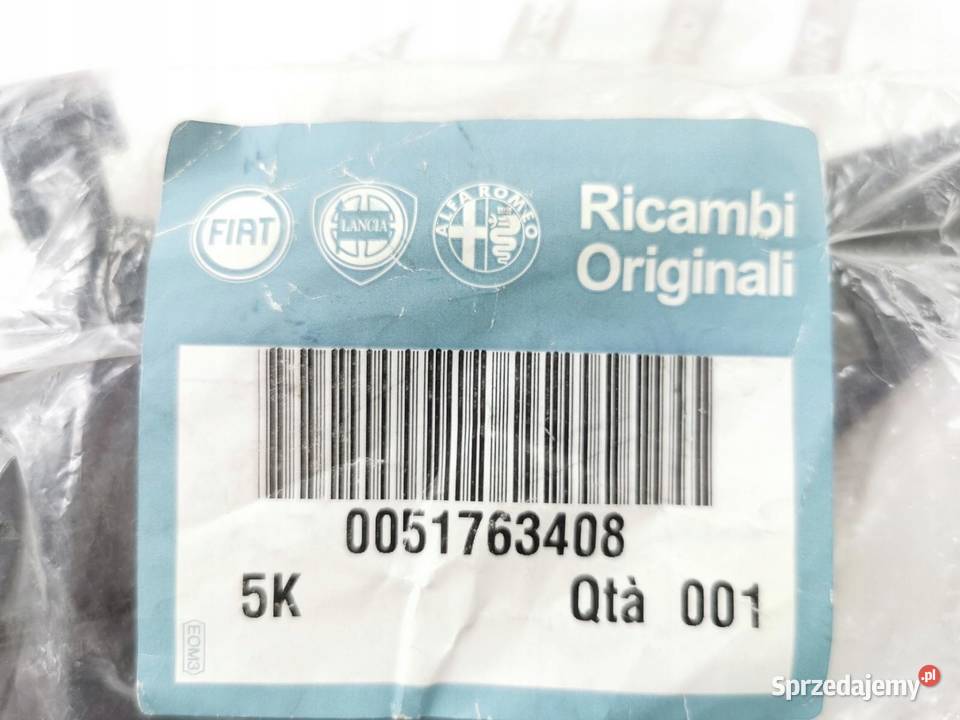 FIAT
LANCIA
ALFA ROMEO
Ricambi
Originali
0051763408
5K
Qtà 001
EOM3
Sprzedajemy.pl